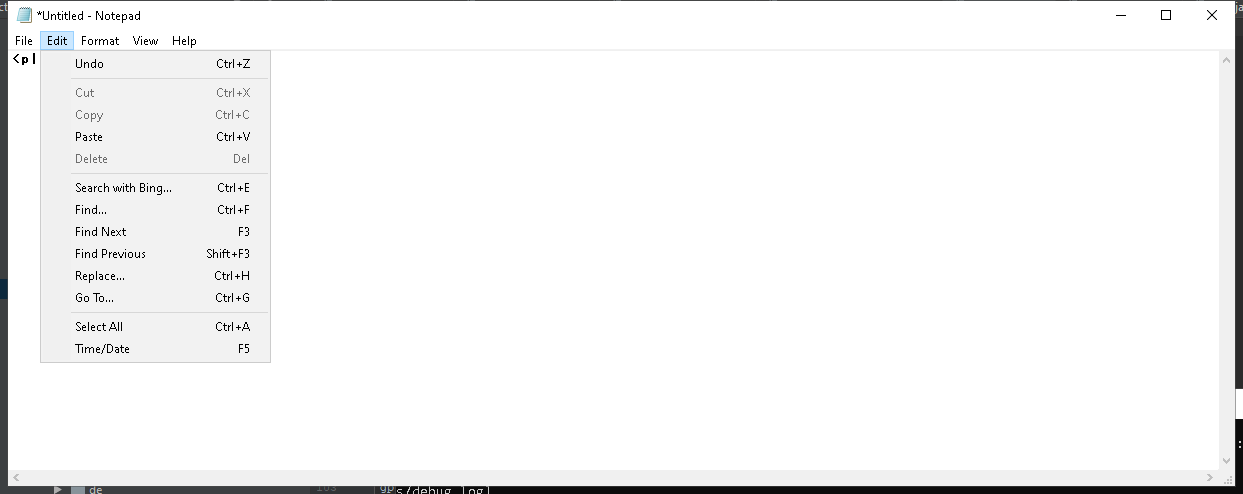 *Untitled - Notepad
File Edit Format View Help
<p
Undo Ctrl+Z
Cut Ctrl+X
Copy Ctrl+C
Paste Ctrl+V
Delete Del
Search with Bing... Ctrl+E
Find... Ctrl+F
Find Next F3
Find Previous Shift+F3
Replace... Ctrl+H
Go To... Ctrl+G
Select All Ctrl+A
Time/Date F5
de